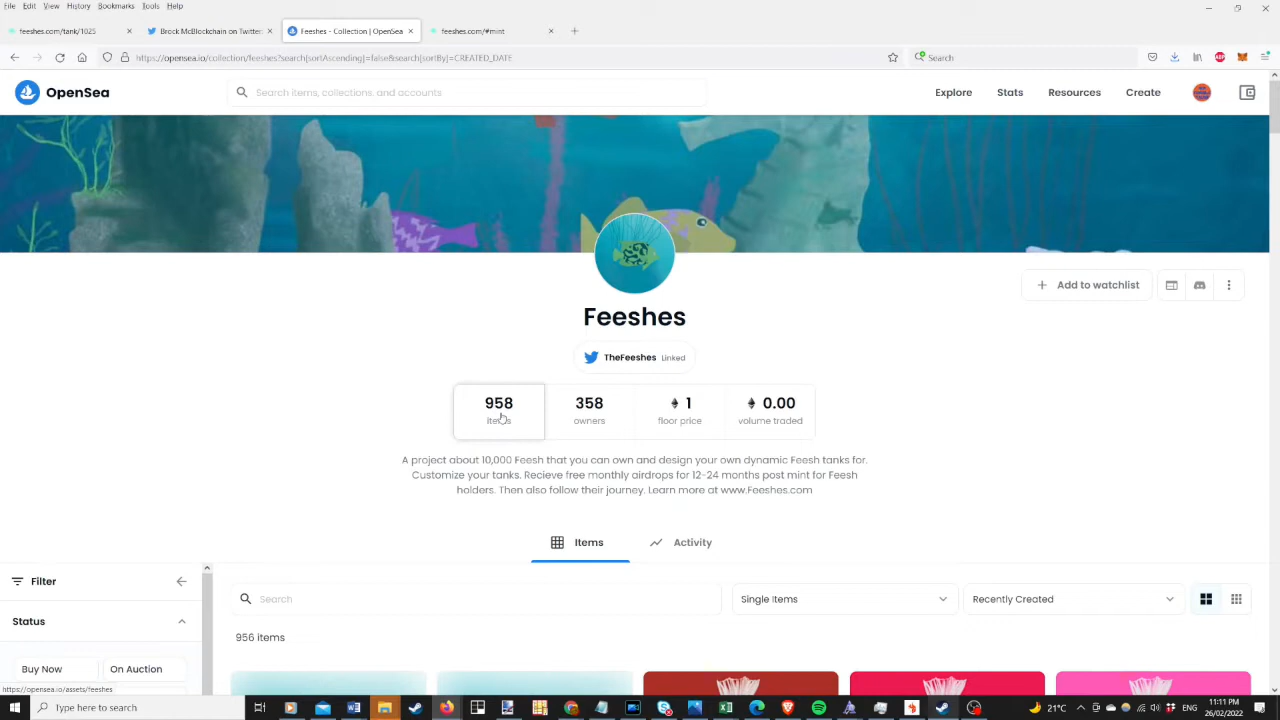 File Edit View History Bookmarks Tools Help
feeshes.com/tank/1025 Brock McBlockchain on Twitter: Feeshes - Collection | OpenSea feeshes.com/#mint
https://opensea.io/collection/feeshes?search[sortAscending]=false&search[sortBy]=CREATED_DATE Search
OpenSea Search items, collections, and accounts Explore Stats Resources Create
Add to watchlist
Feeshes
TheFeeshes Linked
958 358 1 0.00
items owners floor price volume traded
A project about 10,000 Feesh that you can own and design your own dynamic Feesh tanks for.
Customize your tanks. Recieve free monthly airdrops for 12-24 months post mint for Feesh
holders. Then also follow their journey. Learn more at www.Feeshes.com
Items Activity
Filter
Search Single Items Recently Created
Status
956 items
Buy Now On Auction
https://opensea.io/assets/feeshes
Type here to search 21°C ENG 11:11 PM
26/02/2022